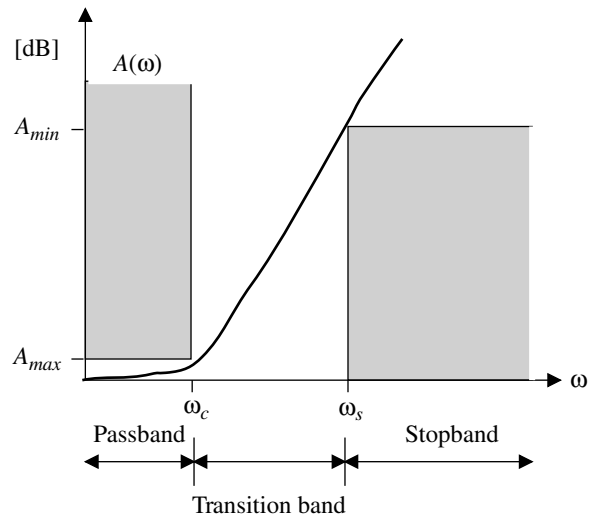 [dB]
A(ω)
A_min
A_max
ω
ω_c
ω_s
Passband
Stopband
Transition band